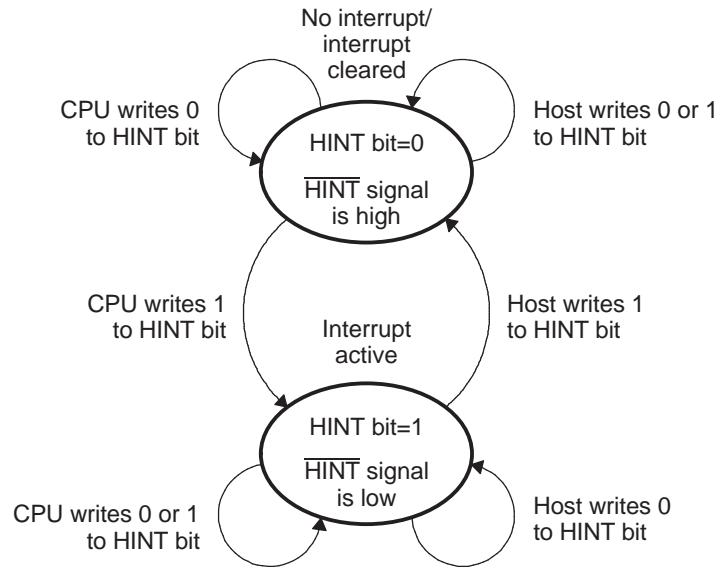 No interrupt/
interrupt
cleared
CPU writes 0
to HINT bit
Host writes 0 or 1
to HINT bit
HINT bit=0
H̅I̅N̅T̅ signal
is high
CPU writes 1
to HINT bit
Host writes 1
to HINT bit
Interrupt
active
HINT bit=1
H̅I̅N̅T̅ signal
is low
CPU writes 0 or 1
to HINT bit
Host writes 0
to HINT bit